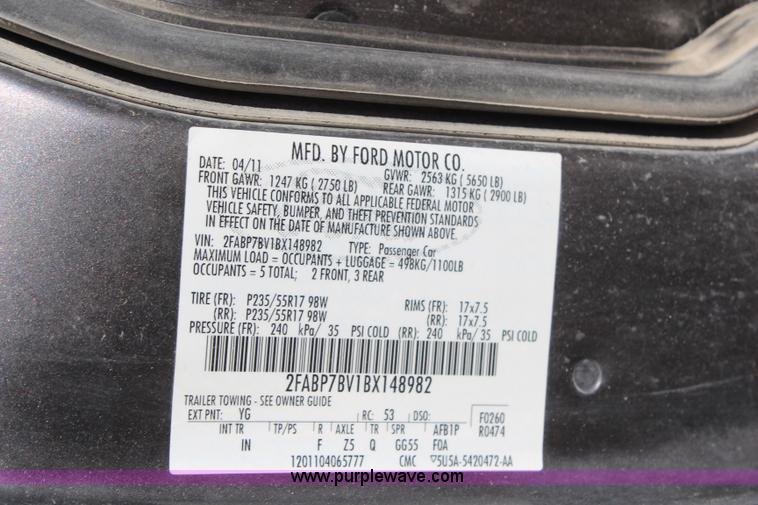 MFD. BY FORD MOTOR CO.
DATE: 04/11 GVWR: 2563 KG ( 5650 LB)
FRONT GAWR: 1247 KG ( 2750 LB) REAR GAWR: 1315 KG ( 2900 LB)
THIS VEHICLE CONFORMS TO ALL APPLICABLE FEDERAL MOTOR
VEHICLE SAFETY, BUMPER, AND THEFT PREVENTION STANDARDS
IN EFFECT ON THE DATE OF MANUFACTURE SHOWN ABOVE.
VIN: 2FABP7BV1BX148982 TYPE: Passenger Car
MAXIMUM LOAD = OCCUPANTS + LUGGAGE = 498KG/1100LB
OCCUPANTS = 5 TOTAL; 2 FRONT, 3 REAR
TIRE (FR): P235/55R17 98W RIMS (FR): 17x7.5
(RR): P235/55R17 98W (RR): 17x7.5
PRESSURE (FR): 240 kPa/ 35 PSI COLD (RR): 240 kPa/35 PSI COLD
2FABP7BV1BX148982
TRAILER TOWING - SEE OWNER GUIDE
EXT PNT: YG RC: 53 DSO: F0260
INT TR TP/PS R AXLE TR SPR AFB1P R0474
IN F Z5 Q GG55 FOA
1201104065777 CMC ▽5U5A-5420472-AA
www.purplewave.com